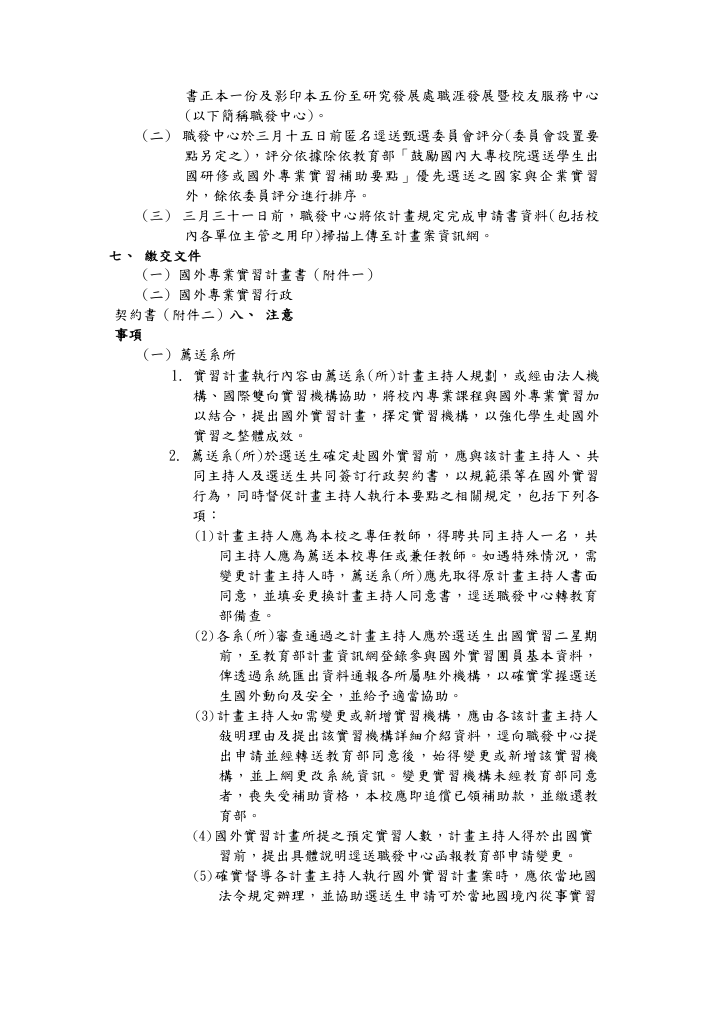 書正本一份及影印本五份至研究發展處職涯發展暨校友服務中心
(以下簡稱職發中心)。
(二) 職發中心於三月十五日前匿名逕送甄選委員會評分(委員會設置要
點另定之)，評分依據除依教育部「鼓勵國內大專校院選送學生出
國研修或國外專業實習補助要點」優先選送之國家與企業實習
外，餘依委員評分進行排序。
(三) 三月三十一日前，職發中心將依計畫規定完成申請書資料(包括校
內各單位主管之用印)掃描上傳至計畫案資訊網。
七、 繳交文件
(一) 國外專業實習計畫書（附件一）
(二) 國外專業實習行政
契約書（附件二）八、 注意
事項
(一) 薦送系所
1. 實習計畫執行內容由薦送系(所)計畫主持人規劃，或經由法人機
構、國際雙向實習機構協助，將校內專業課程與國外專業實習加
以結合，提出國外實習計畫，擇定實習機構，以強化學生赴國外
實習之整體成效。
2. 薦送系(所)於選送生確定赴國外實習前，應與該計畫主持人、共
同主持人及選送生共同簽訂行政契約書，以規範渠等在國外實習
行為，同時督促計畫主持人執行本要點之相關規定，包括下列各
項：
(1)計畫主持人應為本校之專任教師，得聘共同主持人一名，共
同主持人應為薦送本校專任或兼任教師。如遇特殊情況，需
變更計畫主持人時，薦送系(所)應先取得原計畫主持人書面
同意，並填妥更換計畫主持人同意書，逕送職發中心轉教育
部備查。
(2)各系(所)審查通過之計畫主持人應於選送生出國實習二星期
前，至教育部計畫資訊網登錄參與國外實習團員基本資料，
俾透過系統匯出資料通報各所屬駐外機構，以確實掌握選送
生國外動向及安全，並給予適當協助。
(3)計畫主持人如需變更或新增實習機構，應由各該計畫主持人
敍明理由及提出該實習機構詳細介紹資料，逕向職發中心提
出申請並經轉送教育部同意後，始得變更或新增該實習機
構，並上網更改系統資訊。變更實習機構未經教育部同意
者，喪失受補助資格，本校應即追償已領補助款，並繳還教
育部。
(4)國外實習計畫所提之預定實習人數，計畫主持人得於出國實
習前，提出具體說明逕送職發中心函報教育部申請變更。
(5)確實督導各計畫主持人執行國外實習計畫案時，應依當地國
法令規定辦理，並協助選送生申請可於當地國境內從事實習